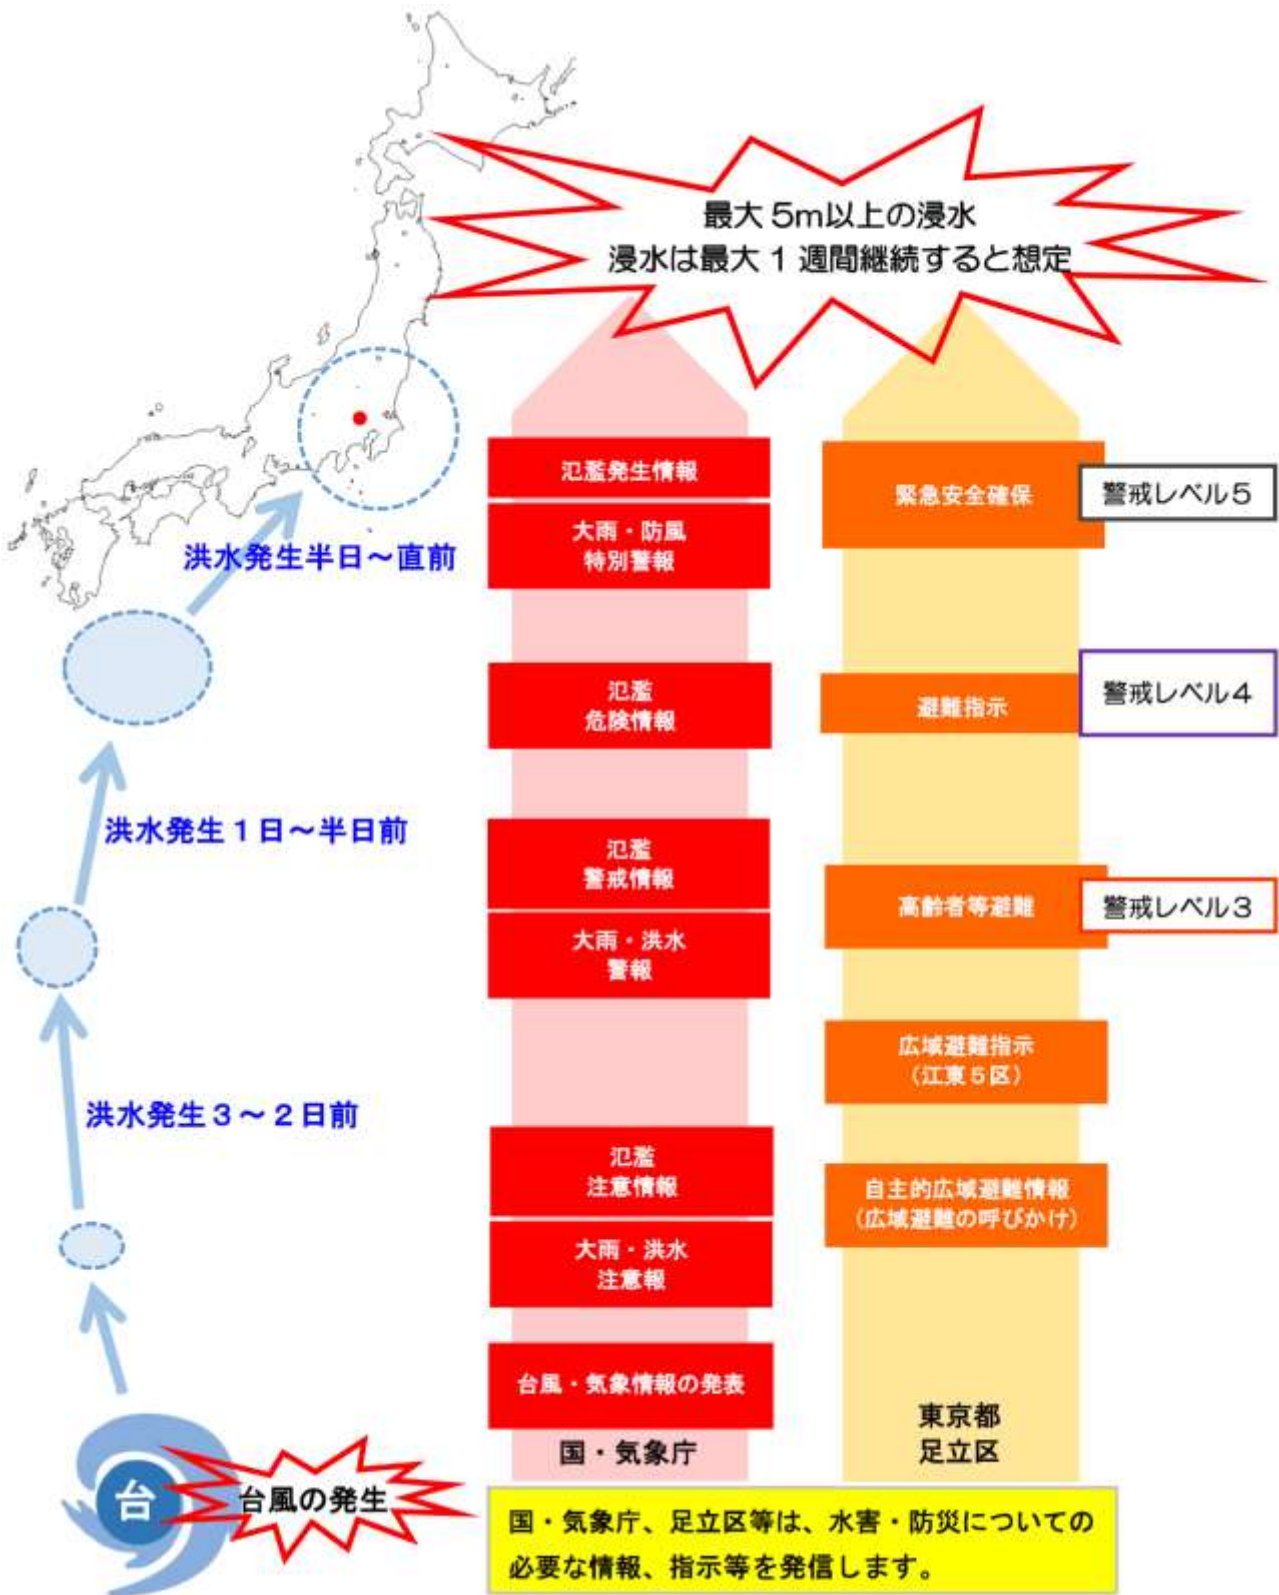 最大 5m以上の浸水
浸水は最大 1 週間継続すると想定
氾濫発生情報
緊急安全確保
警戒レベル5
大雨・防風
特別警報
洪水発生半日～直前
氾濫
危険情報
避難指示
警戒レベル4
洪水発生1日～半日前
氾濫
警戒情報
高齢者等避難
警戒レベル3
大雨・洪水
警報
広域避難指示
（江東5区）
洪水発生3～2日前
氾濫
注意情報
自主的広域避難情報
（広域避難の呼びかけ）
大雨・洪水
注意報
台風・気象情報の発表
国・気象庁
東京都
足立区
台
台風の発生
国・気象庁、足立区等は、水害・防災についての
必要な情報、指示等を発信します。